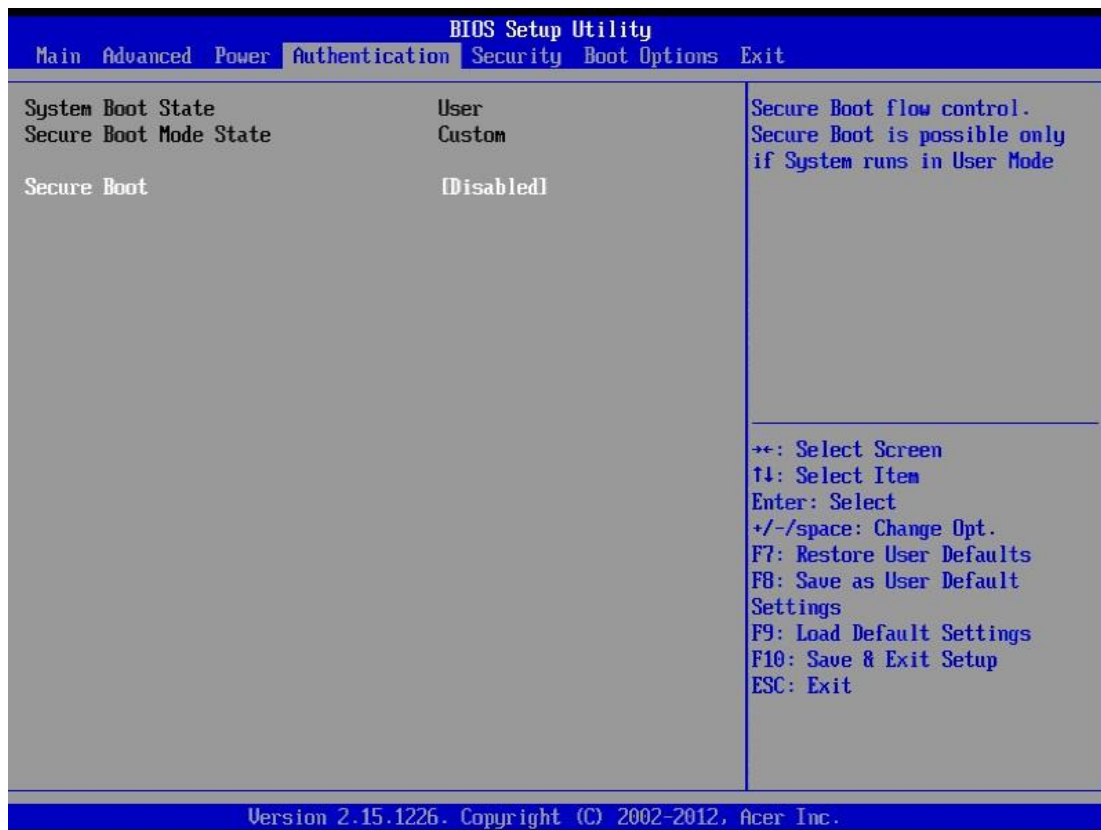 BIOS Setup Utility
Main Advanced Power Authentication Security Boot Options Exit
System Boot State User
Secure Boot Mode State Custom
Secure Boot [Disabled]
Secure Boot flow control.
Secure Boot is possible only
if System runs in User Mode
→←: Select Screen
↑↓: Select Item
Enter: Select
+/-/space: Change Opt.
F7: Restore User Defaults
F8: Save as User Default
Settings
F9: Load Default Settings
F10: Save & Exit Setup
ESC: Exit
Version 2.15.1226. Copyright (C) 2002-2012, Acer Inc.